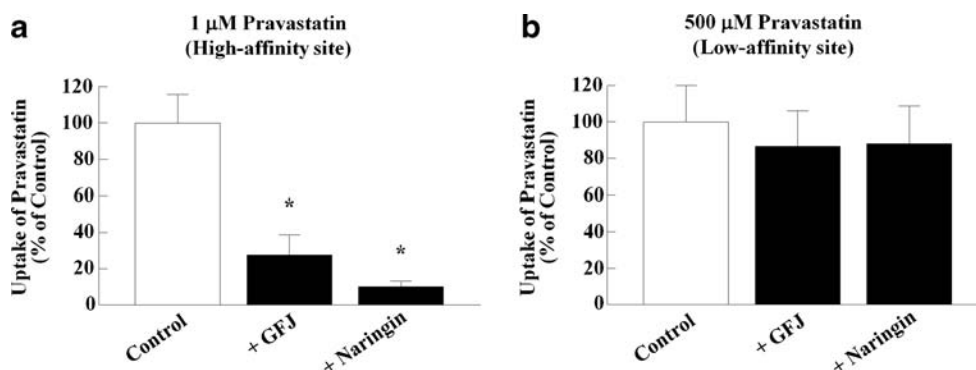 a
1 μM Pravastatin
(High-affinity site)
Uptake of Pravastatin
(% of Control)
120
100
80
60
40
20
0
*
*
Control
+ GFJ
+ Naringin
b
500 μM Pravastatin
(Low-affinity site)
Uptake of Pravastatin
(% of Control)
120
100
80
60
40
20
0
Control
+ GFJ
+ Naringin